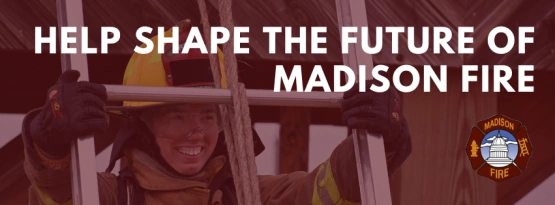 HELP SHAPE THE FUTURE OF
MADISON FIRE
MADISON
FIRE